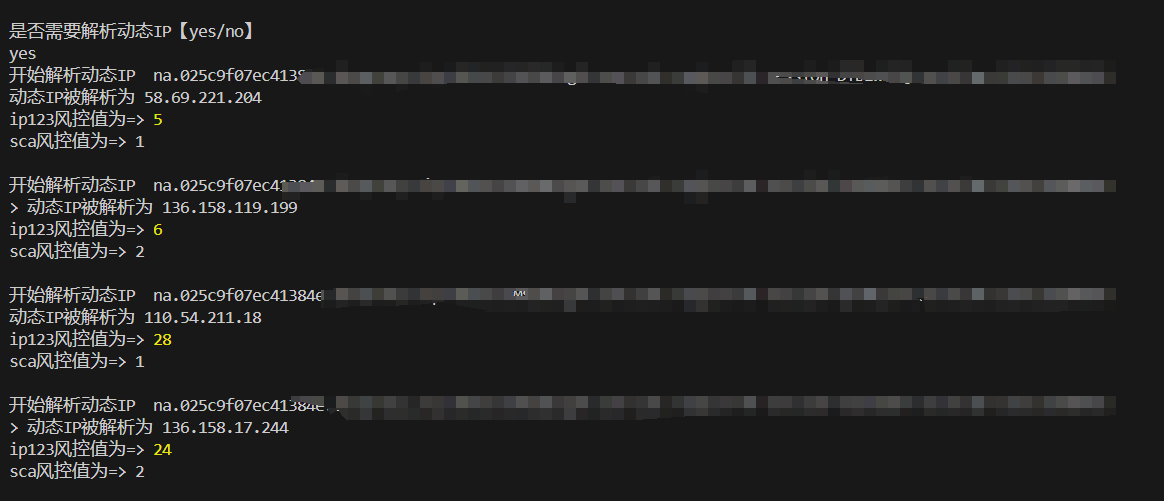 是否需要解析动态IP【yes/no】
yes
开始解析动态IP  na.025c9f07ec4138
动态IP被解析为 58.69.221.204
ip123风控值为=> 5
sca风控值为=> 1
开始解析动态IP  na.025c9f07ec41384
> 动态IP被解析为 136.158.119.199
ip123风控值为=> 6
sca风控值为=> 2
开始解析动态IP  na.025c9f07ec41384e
动态IP被解析为 110.54.211.18
ip123风控值为=> 28
sca风控值为=> 1
开始解析动态IP  na.025c9f07ec41384e
> 动态IP被解析为 136.158.17.244
ip123风控值为=> 24
sca风控值为=> 2